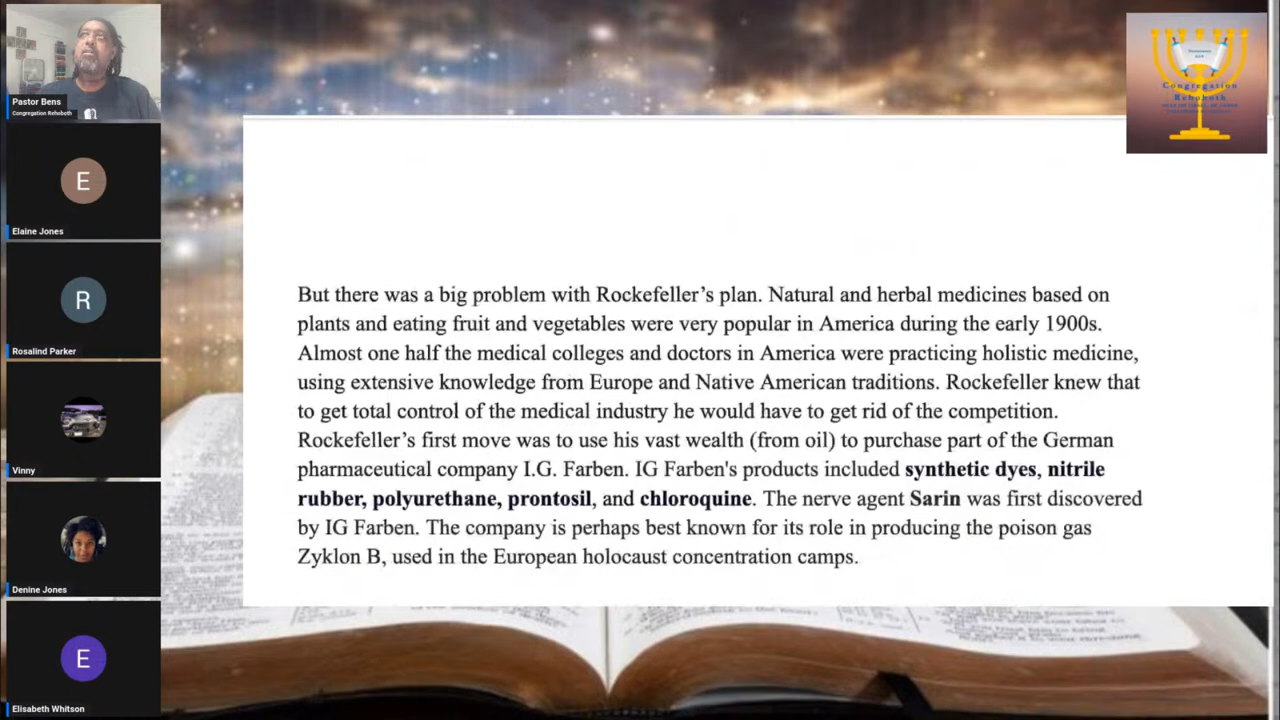 Pastor Bens
Congregation Rehoboth
E
Elaine Jones
R
Rosalind Parker
Vinny
Denine Jones
E
Elisabeth Whitson
Congregation
Rehoboth
But there was a big problem with Rockefeller’s plan. Natural and herbal medicines based on
plants and eating fruit and vegetables were very popular in America during the early 1900s.
Almost one half the medical colleges and doctors in America were practicing holistic medicine,
using extensive knowledge from Europe and Native American traditions. Rockefeller knew that
to get total control of the medical industry he would have to get rid of the competition.
Rockefeller’s first move was to use his vast wealth (from oil) to purchase part of the German
pharmaceutical company I.G. Farben. IG Farben's products included synthetic dyes, nitrile
rubber, polyurethane, prontosil, and chloroquine. The nerve agent Sarin was first discovered
by IG Farben. The company is perhaps best known for its role in producing the poison gas
Zyklon B, used in the European holocaust concentration camps.